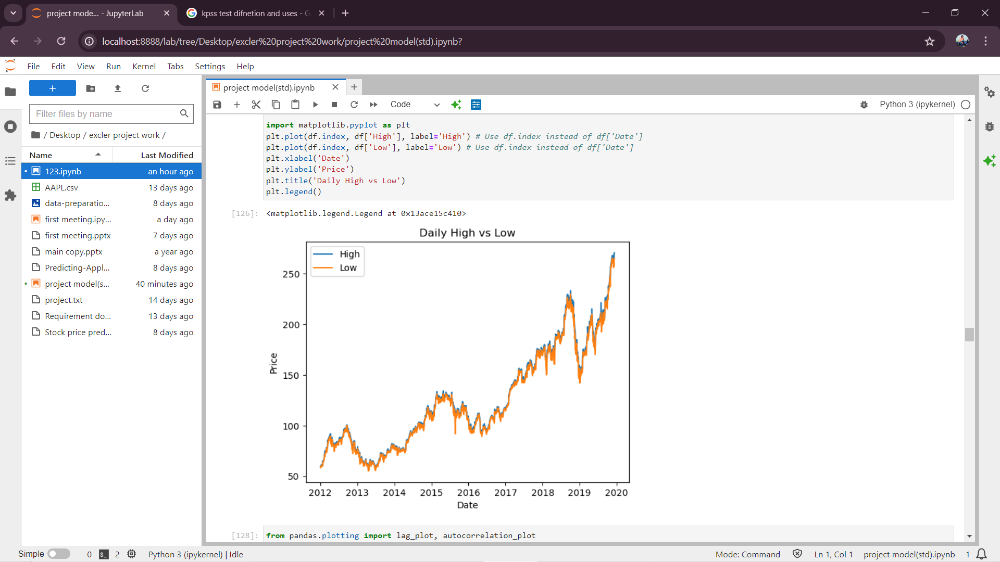 project mode... - JupyterLab
kpss test difnetion and uses - G
localhost:8888/lab/tree/Desktop/excler%20project%20work/project%20model(std).ipynb?
File Edit View Run Kernel Tabs Settings Help
project model(std).ipynb
Filter files by name
Code
Python 3 (ipykernel)
/ Desktop / excler project work /
Name Last Modified
123.ipynb an hour ago
AAPL.csv 13 days ago
data-preparatio... 8 days ago
first meeting.ipy... a day ago
first meeting.pptx 7 days ago
main copy.pptx a year ago
Predicting-Appl... 8 days ago
project model(s... 40 minutes ago
project.txt 14 days ago
Requirement do... 13 days ago
Stock price pred... 8 days ago
import matplotlib.pyplot as plt
plt.plot(df.index, df['High'], label='High') # Use df.index instead of df['Date']
plt.plot(df.index, df['Low'], label='Low') # Use df.index instead of df['Date']
plt.xlabel('Date')
plt.ylabel('Price')
plt.title('Daily High vs Low')
plt.legend()
[126]: <matplotlib.legend.Legend at 0x13ace15c410>
Daily High vs Low
High
Low
250
200
150
100
50
Price
2012 2013 2014 2015 2016 2017 2018 2019 2020
Date
[128]: from pandas.plotting import lag_plot, autocorrelation_plot
Simple 0 $_ 2 Python 3 (ipykernel) | Idle Mode: Command Ln 1, Col 1 project model(std).ipynb 1